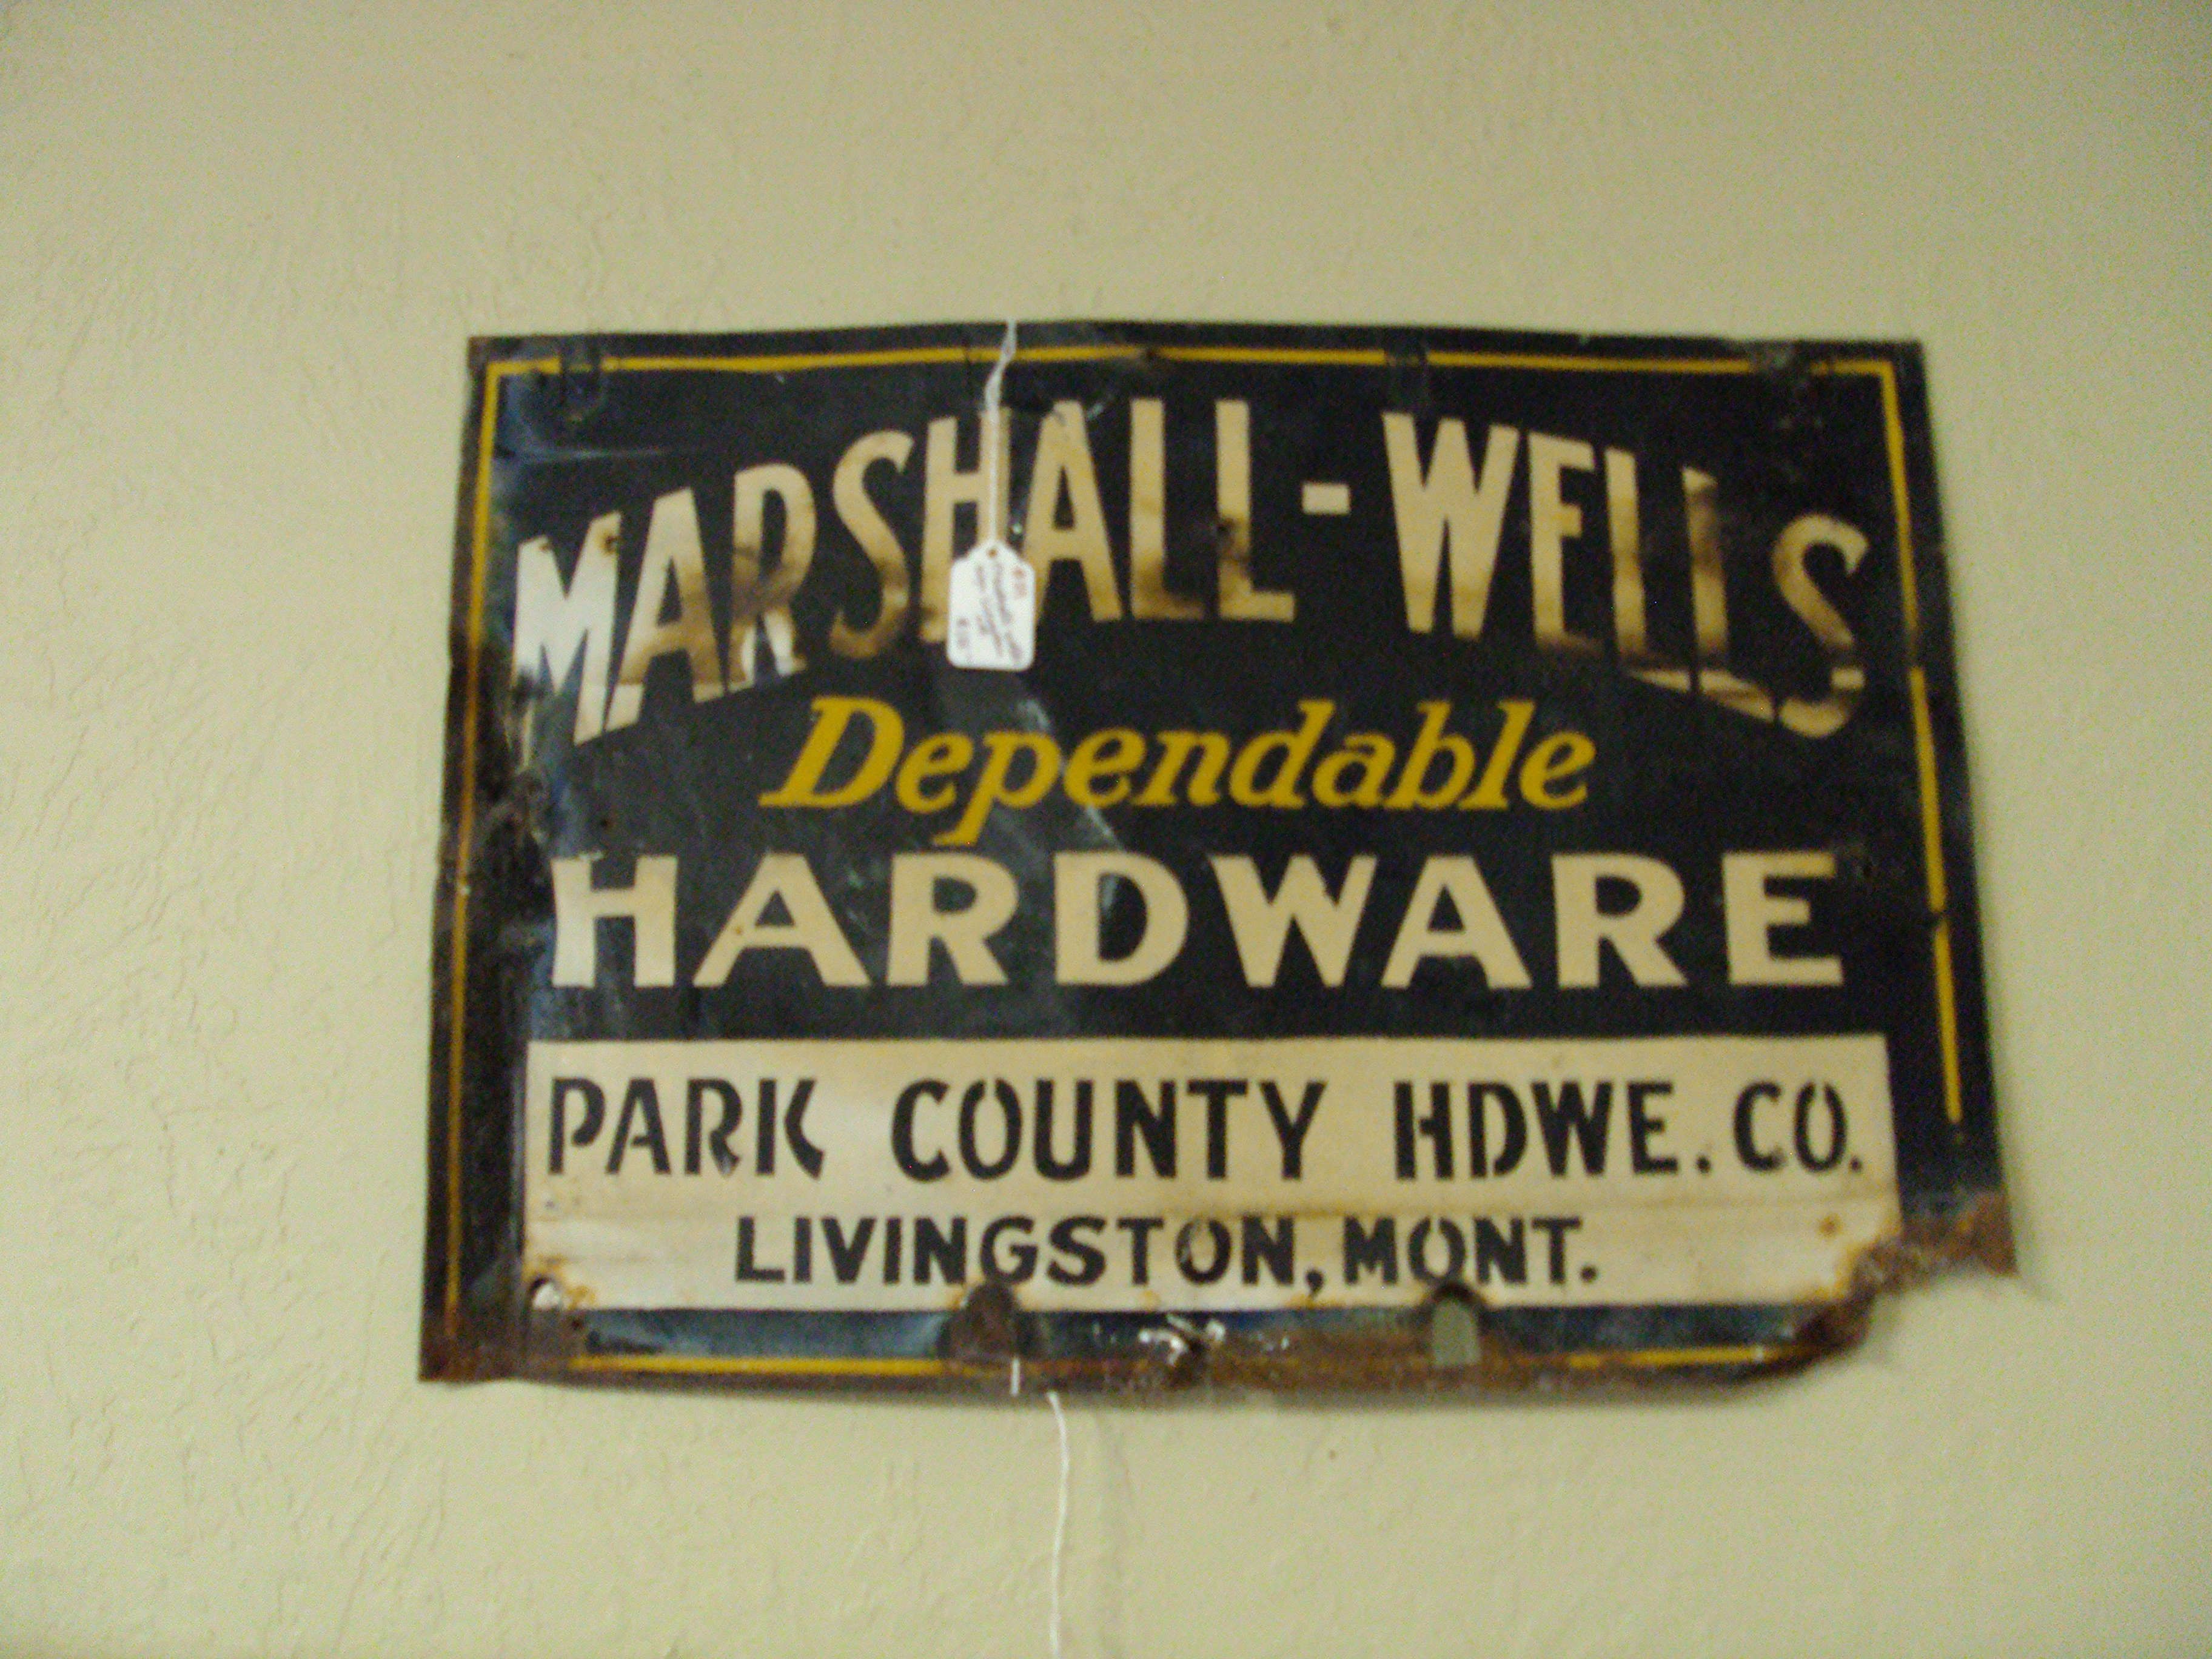 MARSHALL-WELLS
Dependable
HARDWARE
PARK COUNTY HDWE. CO.
LIVINGSTON, MONT.